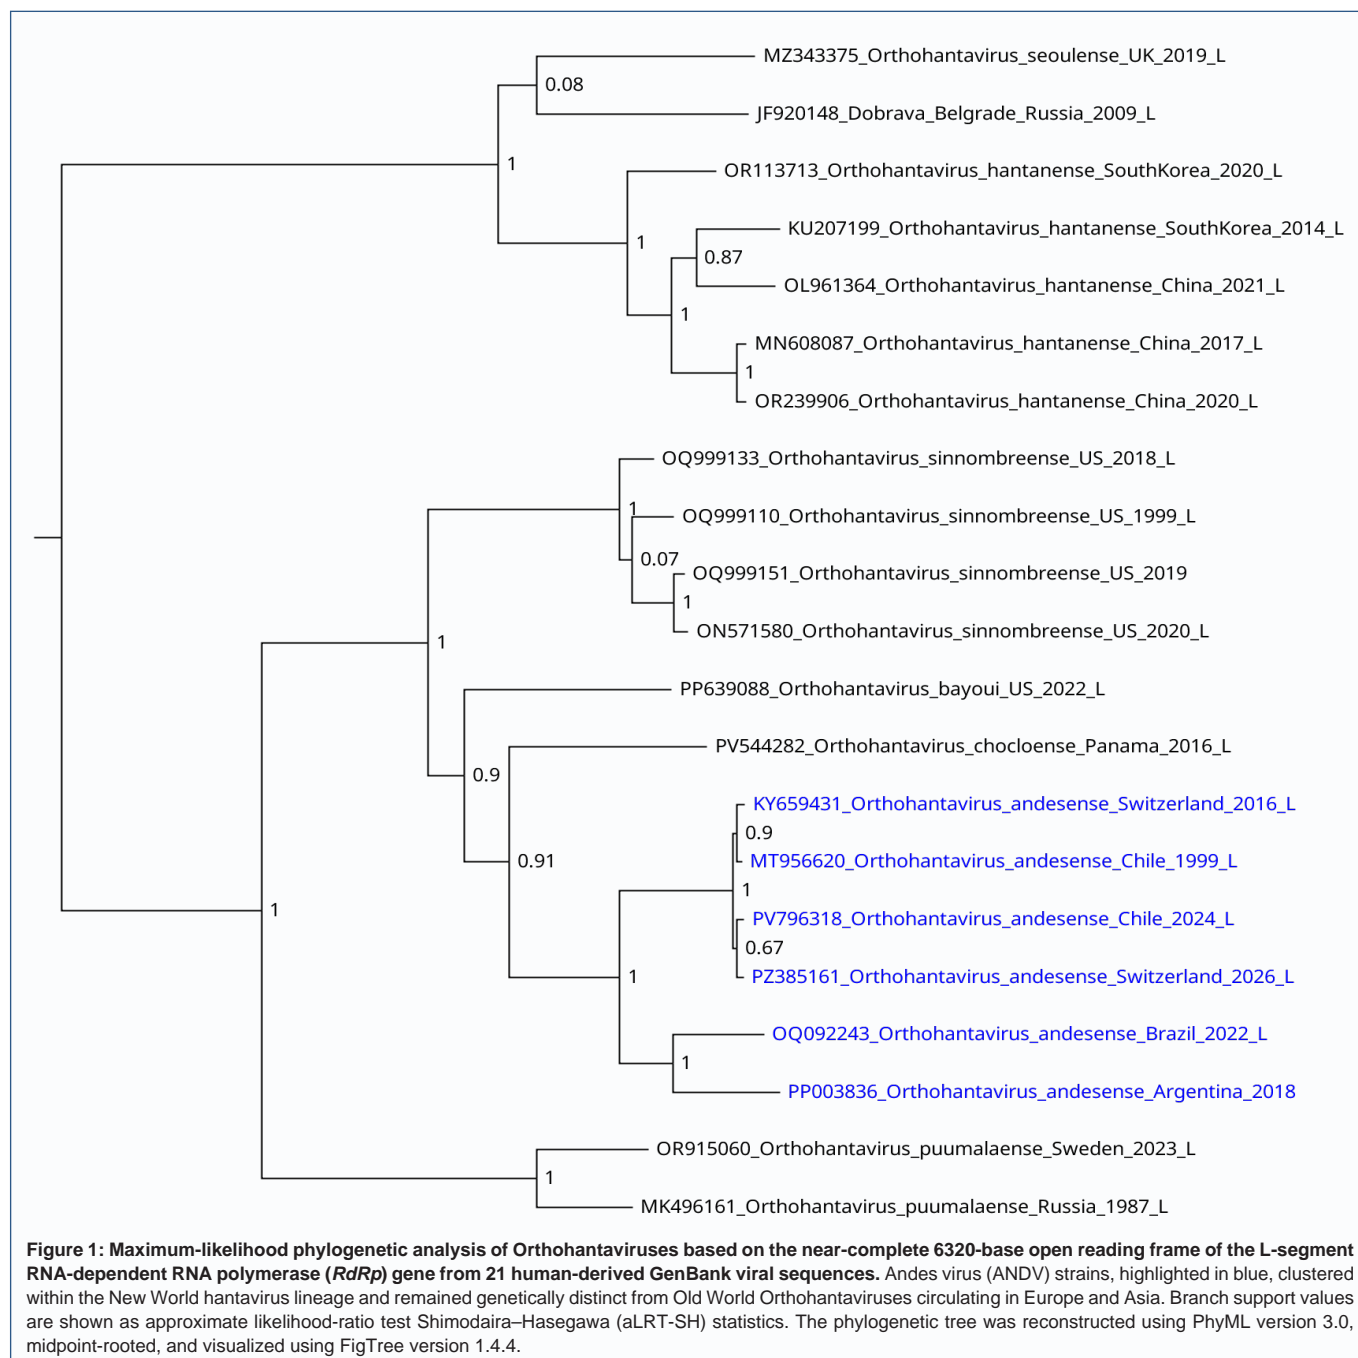 MZ343375_Orthohantavirus_seoulense_UK_2019_L
0.08
JF920148_Dobrava_Belgrade_Russia_2009_L
1
OR113713_Orthohantavirus_hantanense_SouthKorea_2020_L
KU207199_Orthohantavirus_hantanense_SouthKorea_2014_L
1
0.87
OL961364_Orthohantavirus_hantanense_China_2021_L
1
MN608087_Orthohantavirus_hantanense_China_2017_L
1
OR239906_Orthohantavirus_hantanense_China_2020_L
OQ999133_Orthohantavirus_sinnombreense_US_2018_L
1
OQ999110_Orthohantavirus_sinnombreense_US_1999_L
0.07
OQ999151_Orthohantavirus_sinnombreense_US_2019
1
ON571580_Orthohantavirus_sinnombreense_US_2020_L
1
PP639088_Orthohantavirus_bayoui_US_2022_L
PV544282_Orthohantavirus_chocloense_Panama_2016_L
0.9
KY659431_Orthohantavirus_andesense_Switzerland_2016_L
0.9
MT956620_Orthohantavirus_andesense_Chile_1999_L
0.91
1
1
PV796318_Orthohantavirus_andesense_Chile_2024_L
0.67
PZ385161_Orthohantavirus_andesense_Switzerland_2026_L
1
OQ092243_Orthohantavirus_andesense_Brazil_2022_L
1
PP003836_Orthohantavirus_andesense_Argentina_2018
OR915060_Orthohantavirus_puumalaense_Sweden_2023_L
1
MK496161_Orthohantavirus_puumalaense_Russia_1987_L
Figure 1: Maximum-likelihood phylogenetic analysis of Orthohantaviruses based on the near-complete 6320-base open reading frame of the L-segment
RNA-dependent RNA polymerase (RdRp) gene from 21 human-derived GenBank viral sequences. Andes virus (ANDV) strains, highlighted in blue, clustered
within the New World hantavirus lineage and remained genetically distinct from Old World Orthohantaviruses circulating in Europe and Asia. Branch support values
are shown as approximate likelihood-ratio test Shimodaira–Hasegawa (aLRT-SH) statistics. The phylogenetic tree was reconstructed using PhyML version 3.0,
midpoint-rooted, and visualized using FigTree version 1.4.4.